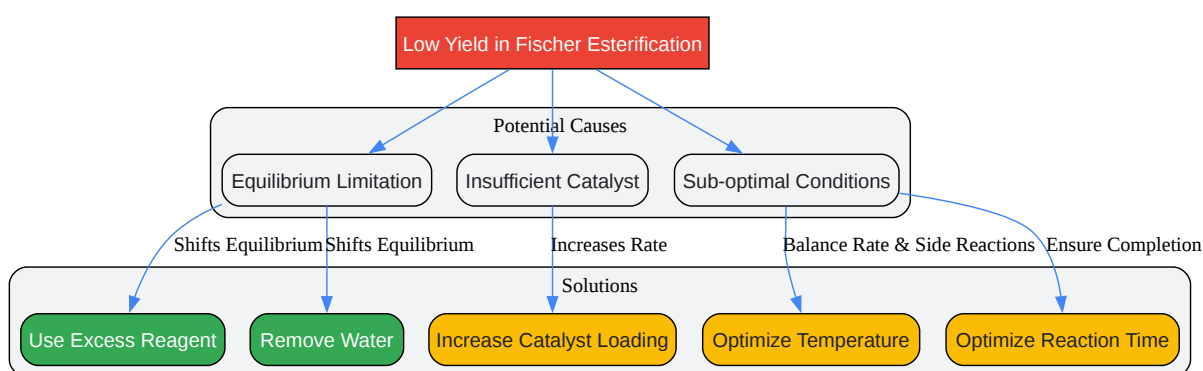 Low Yield in Fischer Esterification
Potential Causes
Equilibrium Limitation
Insufficient Catalyst
Sub-optimal Conditions
Shifts Equilibrium
Shifts Equilibrium
Increases Rate
Balance Rate & Side Reactions
Ensure Completion
Solutions
Use Excess Reagent
Remove Water
Increase Catalyst Loading
Optimize Temperature
Optimize Reaction Time